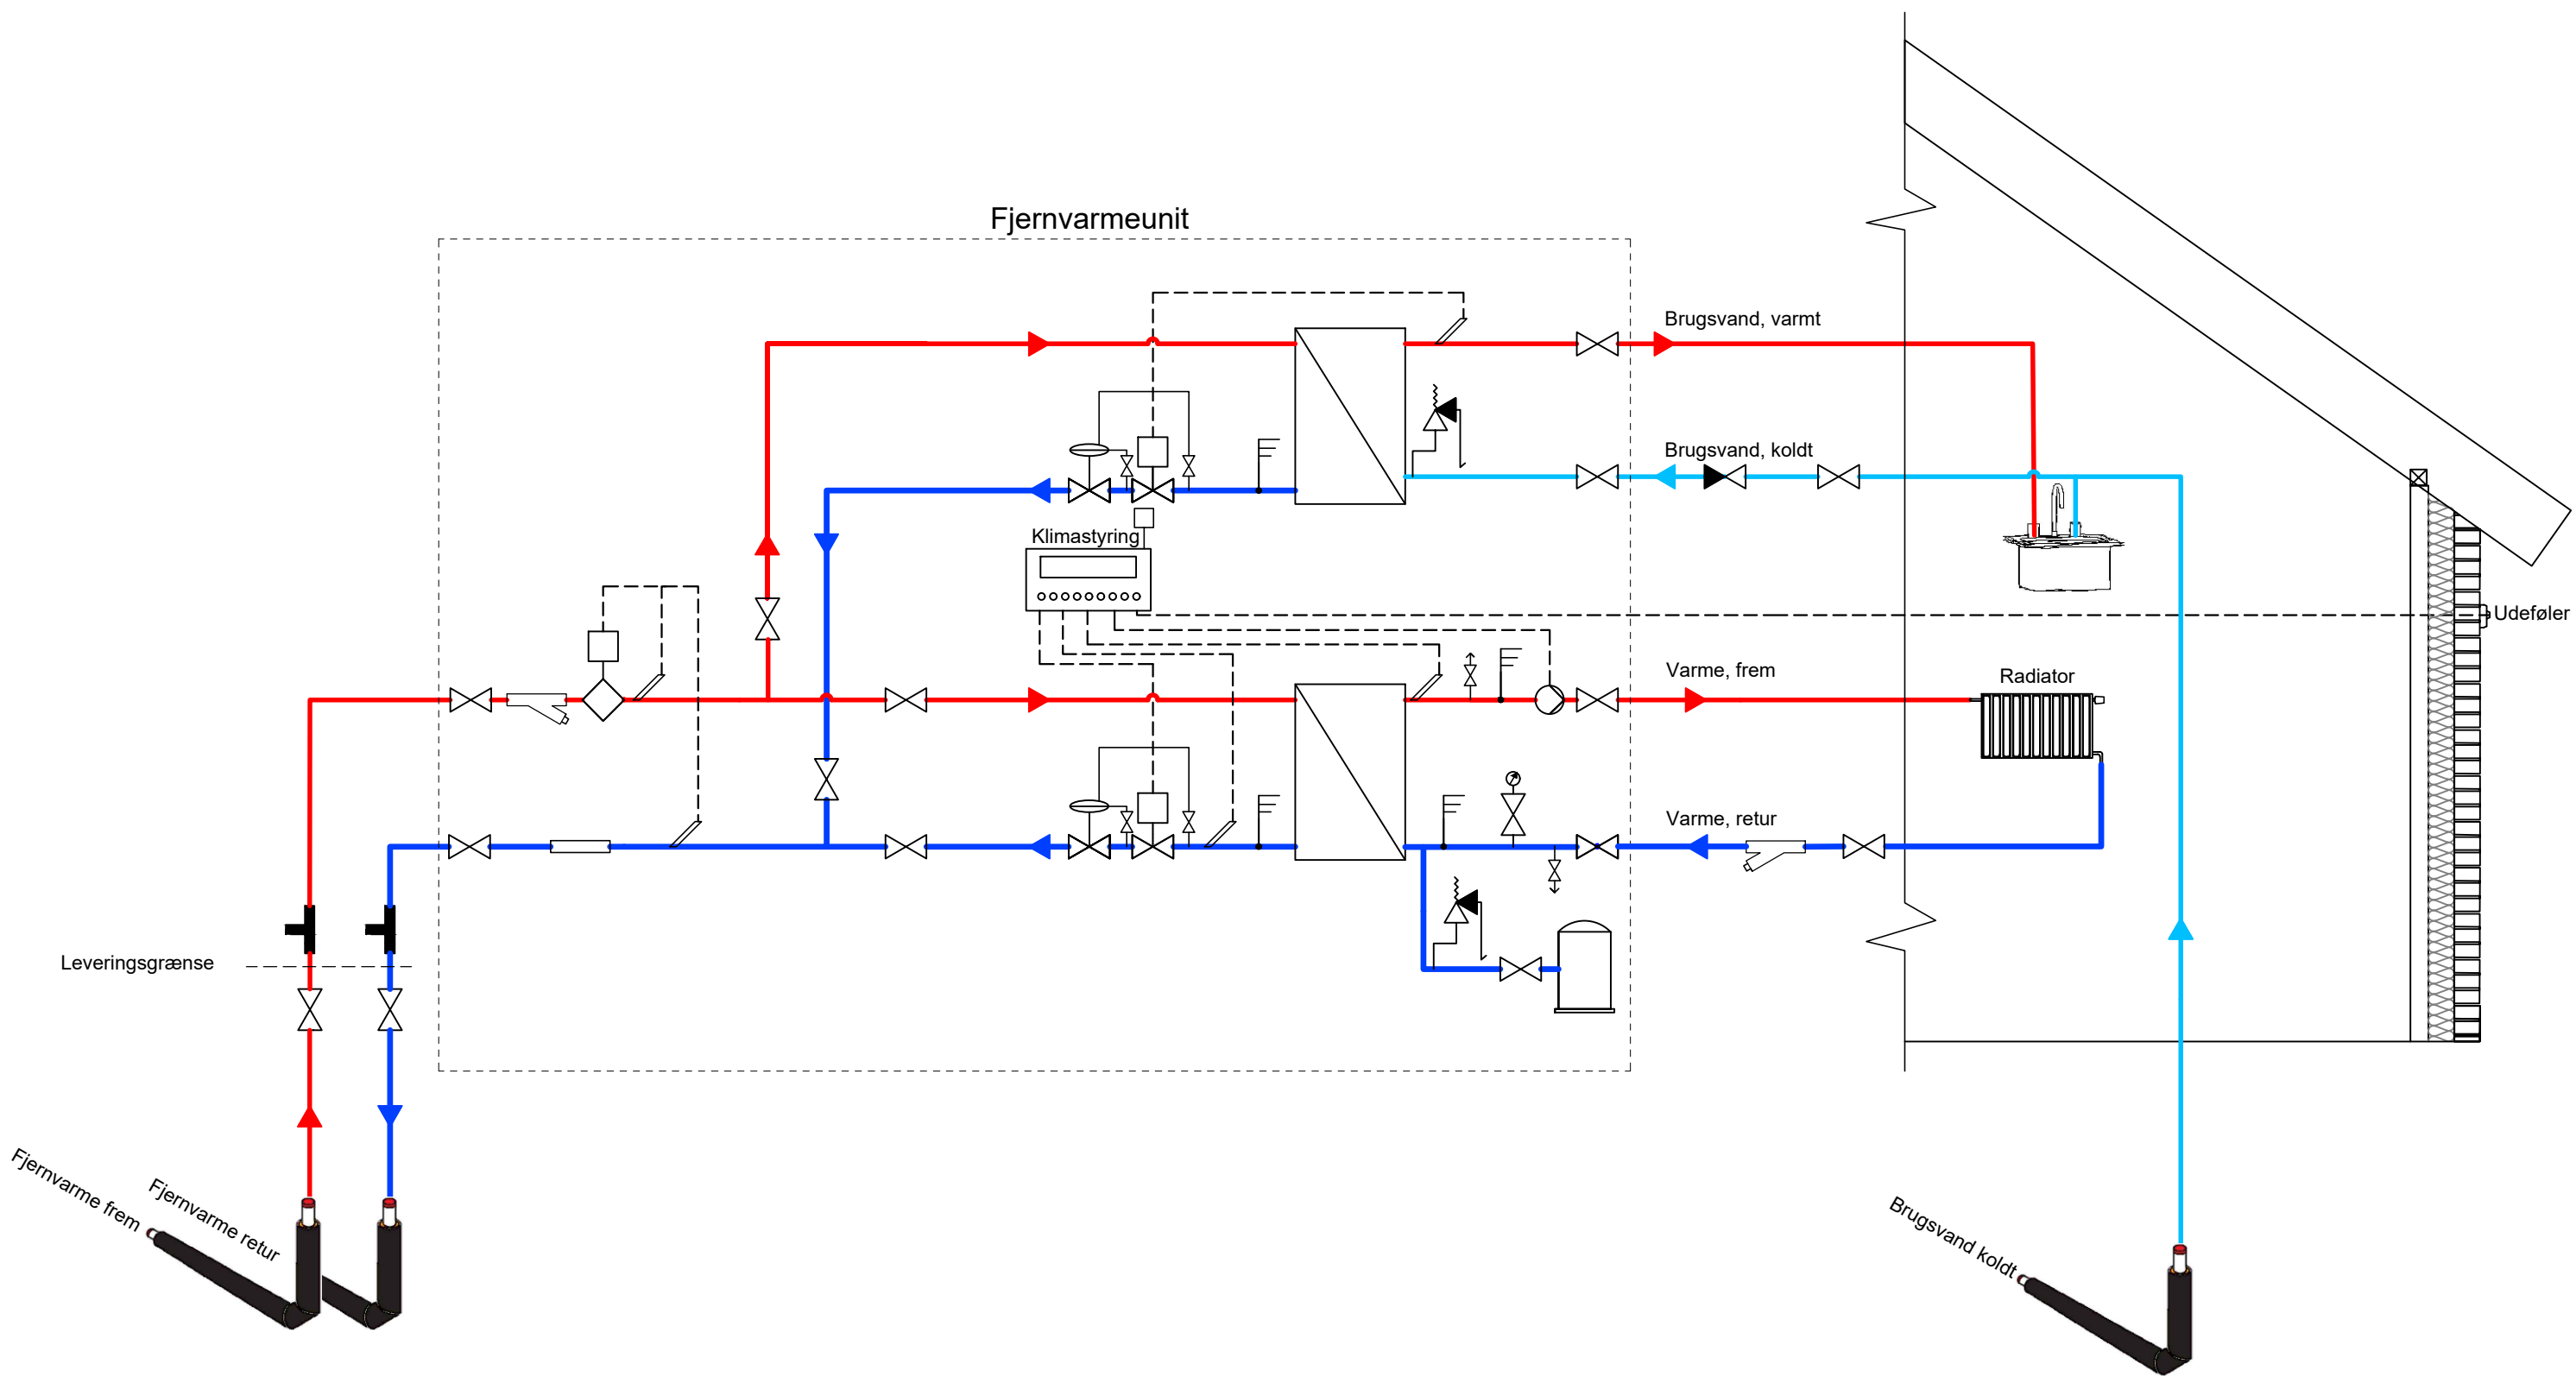 Fjernvarmeunit
Brugsvand, varmt
Brugsvand, koldt
Klimastyring
Udeføler
Varme, frem
Radiator
Varme, retur
Leveringsgrænse
Fjernvarme frem
Fjernvarme retur
Brugsvand koldt